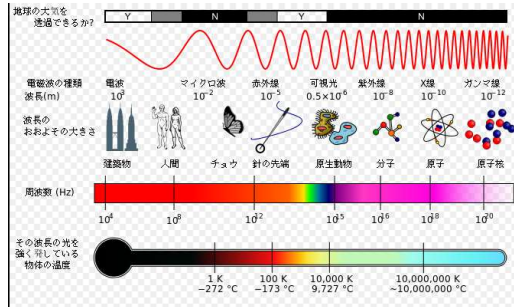 地球の大気を
透過できるか?
Y N Y N
電磁波の種類 電波 マイクロ波 赤外線 可視光 紫外線 X線 ガンマ線
波長(m) 10³ 10⁻² 10⁻⁵ 0.5×10⁶ 10⁻⁸ 10⁻¹⁰ 10⁻¹²
波長の
おおよその大きさ
建築物 人間 チョウ 針の先端 原生動物 分子 原子 原子核
周波数 (Hz)
10⁴ 10⁸ 10¹² 10¹⁵ 10¹⁶ 10¹⁸ 10²⁰
その波長の光を
強く発している
物体の温度
1 K 100 K 10,000 K 10,000,000 K
−272 °C −173 °C 9,727 °C ~10,000,000 °C